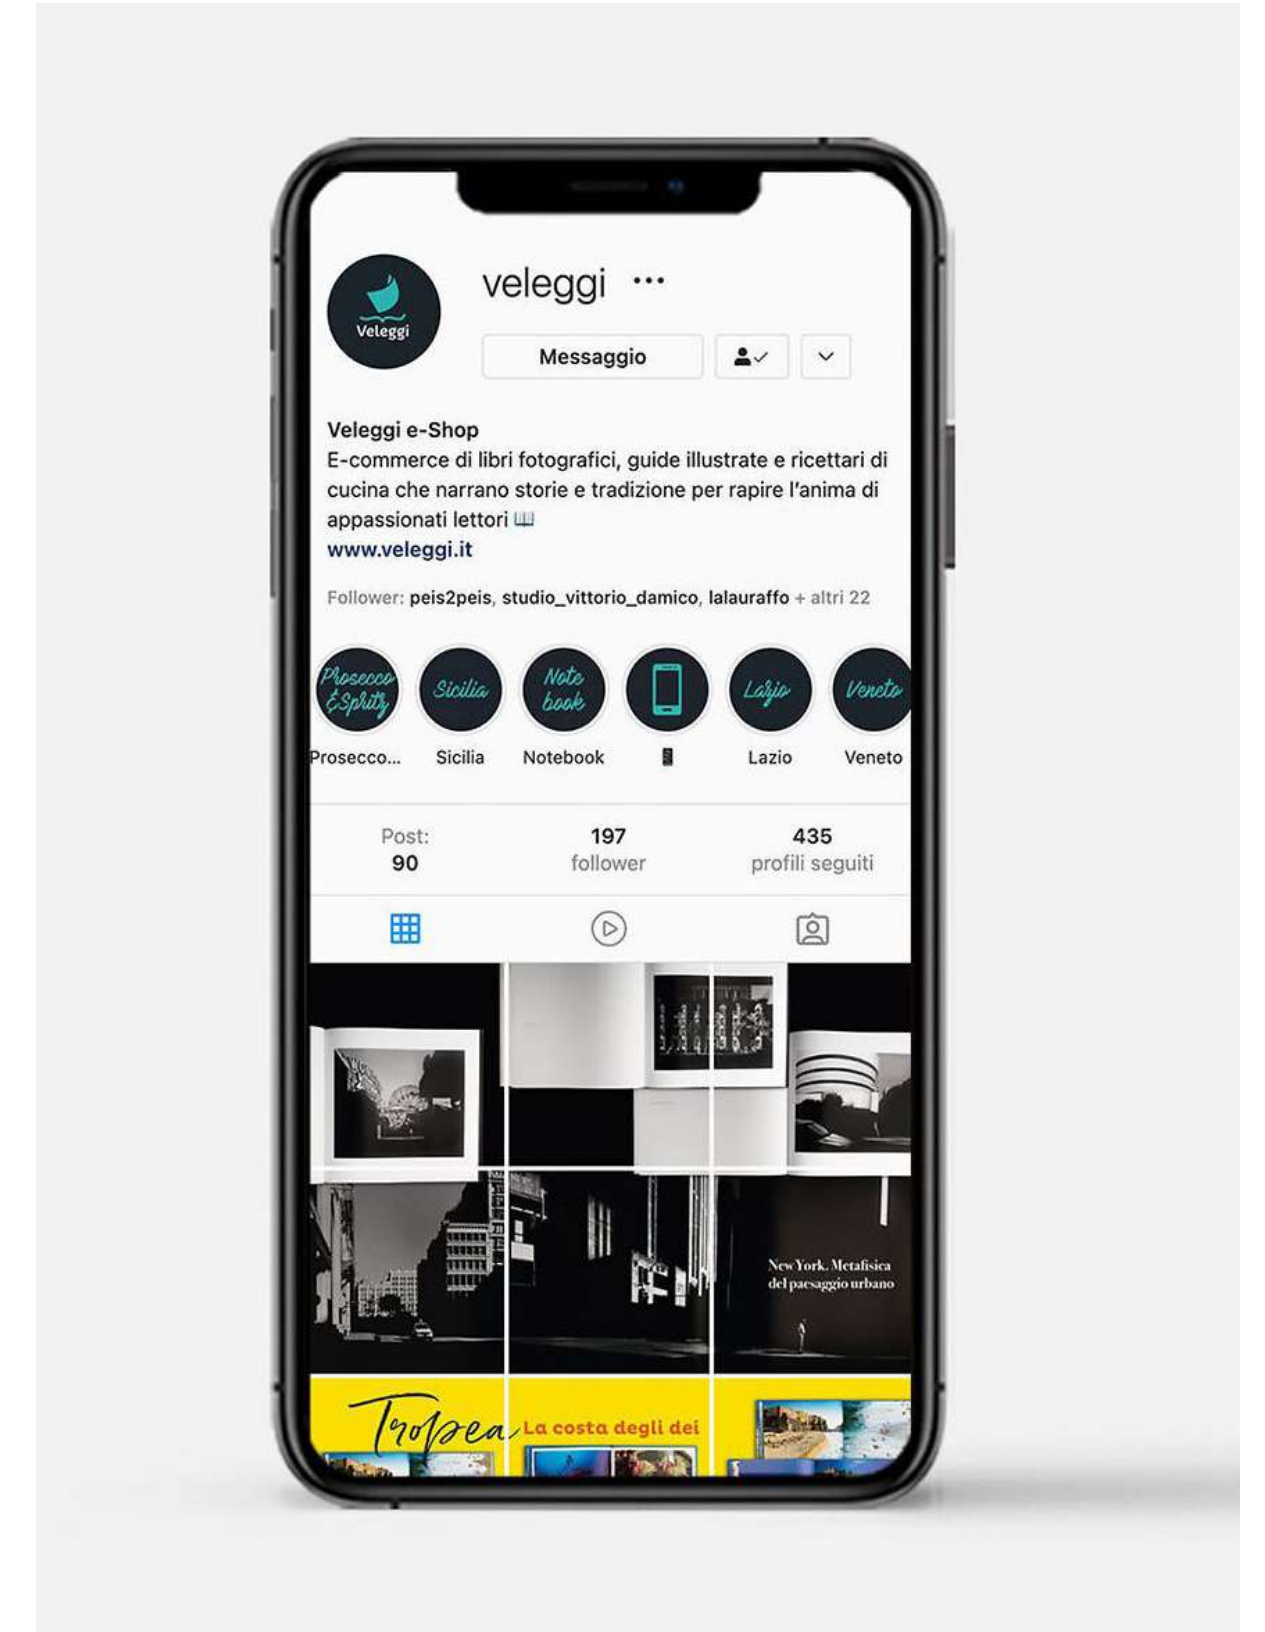 Veleggi
veleggi
Messaggio
Veleggi e-Shop
E-commerce di libri fotografici, guide illustrate e ricettari di
cucina che narrano storie e tradizione per rapire l'anima di
appassionati lettori
www.veleggi.it
Follower: peis2peis, studio_vittorio_damico, lalauraffo + altri 22
Prosecco
&Spritz
Sicilia
Note
book
Lazio
Veneto
Prosecco...
Sicilia
Notebook
Lazio
Veneto
Post:
90
197
follower
435
profili seguiti
New York. Metafisica
del paesaggio urbano
Tropea
La costa degli dei